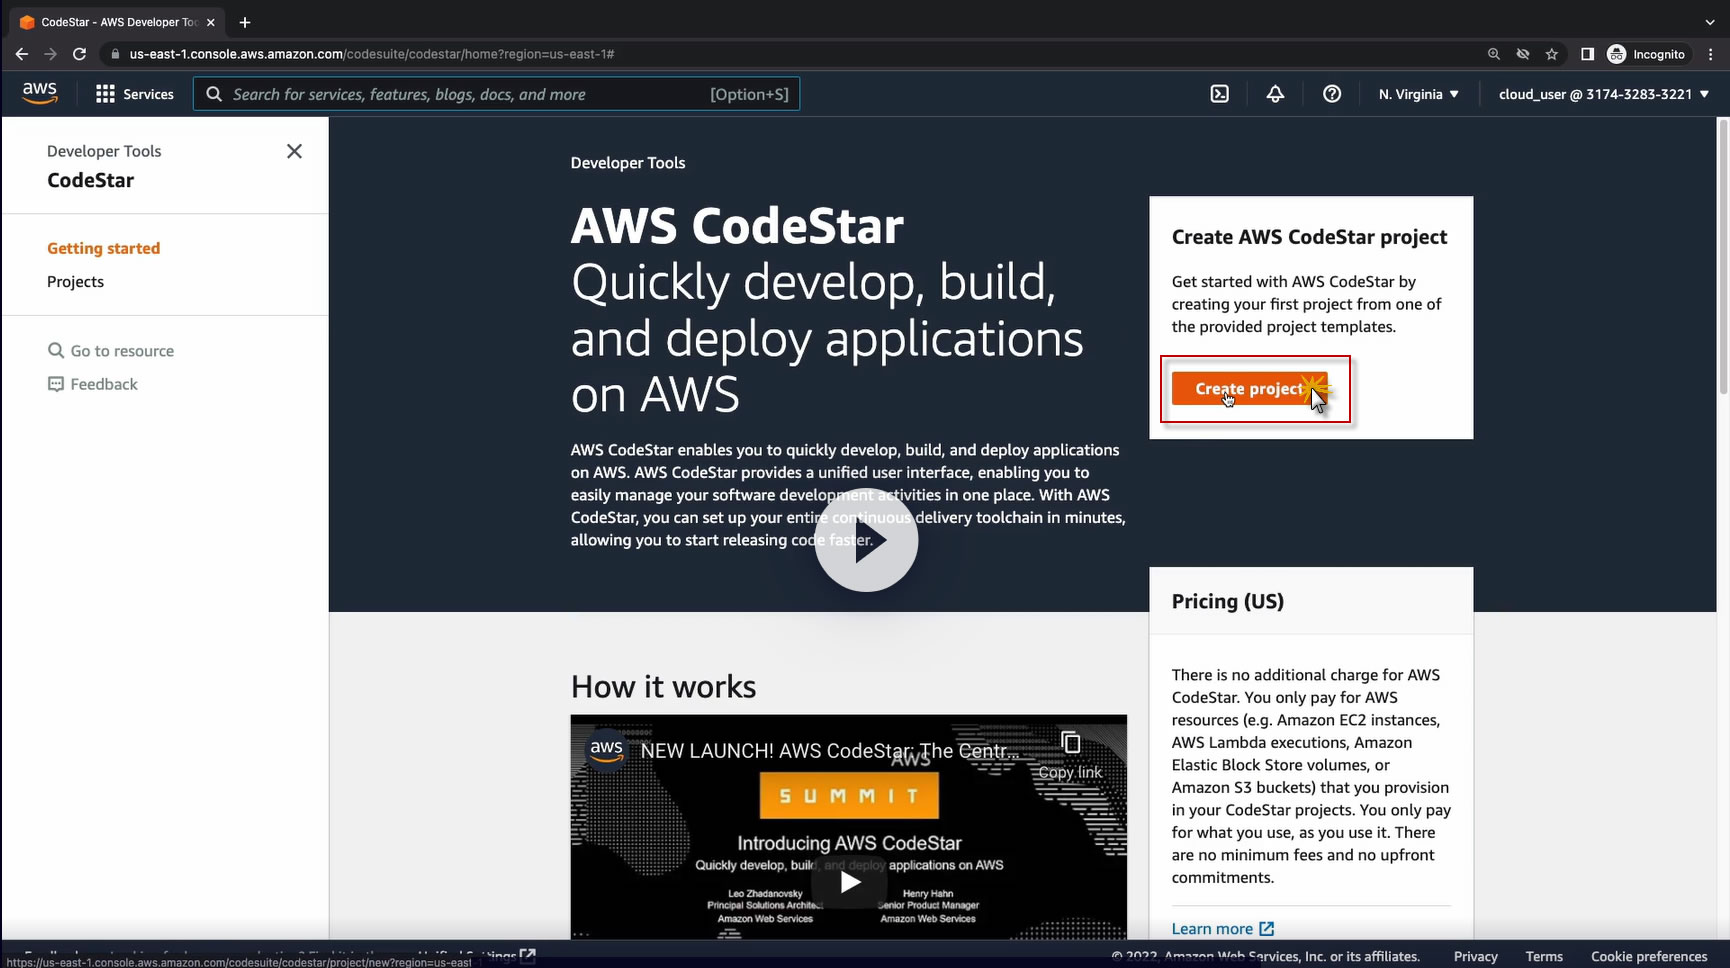 CodeStar - AWS Developer Too
us-east-1.console.aws.amazon.com/codesuite/codestar/home?region=us-east-1#
Incognito
aws
Services
Search for services, features, blogs, docs, and more
[Option+S]
N. Virginia
cloud_user @ 3174-3283-3221
Developer Tools
CodeStar
Getting started
Projects
Go to resource
Feedback
Developer Tools
AWS CodeStar
Quickly develop, build,
and deploy applications
on AWS
AWS CodeStar enables you to quickly develop, build, and deploy applications
on AWS. AWS CodeStar provides a unified user interface, enabling you to
easily manage your software development activities in one place. With AWS
CodeStar, you can set up your entire continuous delivery toolchain in minutes,
allowing you to start releasing code faster.
Create AWS CodeStar project
Get started with AWS CodeStar by
creating your first project from one of
the provided project templates.
Create project
Pricing (US)
There is no additional charge for AWS
CodeStar. You only pay for AWS
resources (e.g. Amazon EC2 instances,
AWS Lambda executions, Amazon
Elastic Block Store volumes, or
Amazon S3 buckets) that you provision
in your CodeStar projects. You only pay
for what you use, as you use it. There
are no minimum fees and no upfront
commitments.
Learn more
How it works
aws
NEW LAUNCH! AWS CodeStar: The Centr...
Copy link
AWS
SUMMIT
Introducing AWS CodeStar
Quickly develop, build, and deploy applications on AWS
Leo Zhadanovsky
Principal Solutions Architect
Amazon Web Services
Henry Hahn
Senior Product Manager
Amazon Web Services
https://us-east-1.console.aws.amazon.com/codesuite/codestar/project/new?region=us-east-1
© 2022, Amazon Web Services, Inc. or its affiliates.
Privacy
Terms
Cookie preferences